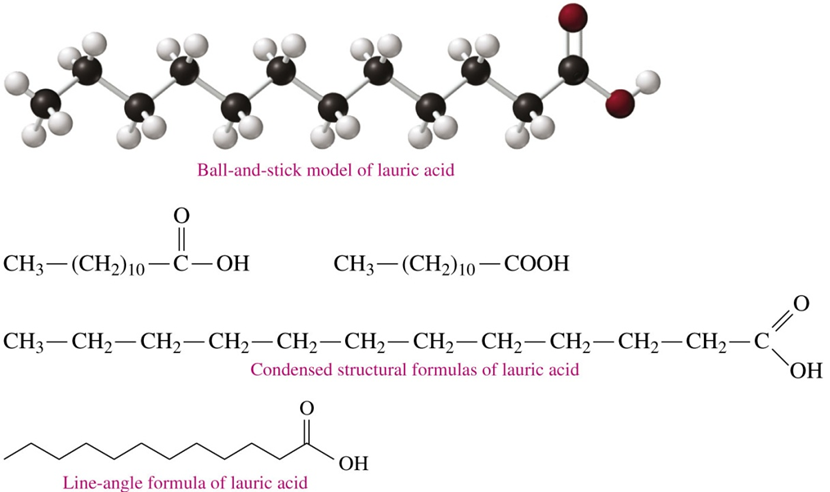 Ball-and-stick model of lauric acid
O
CH₃—(CH₂)₁₀—C—OH
CH₃—(CH₂)₁₀—COOH
O
CH₃—CH₂—CH₂—CH₂—CH₂—CH₂—CH₂—CH₂—CH₂—CH₂—CH₂—C
OH
Condensed structural formulas of lauric acid
O
OH
Line-angle formula of lauric acid